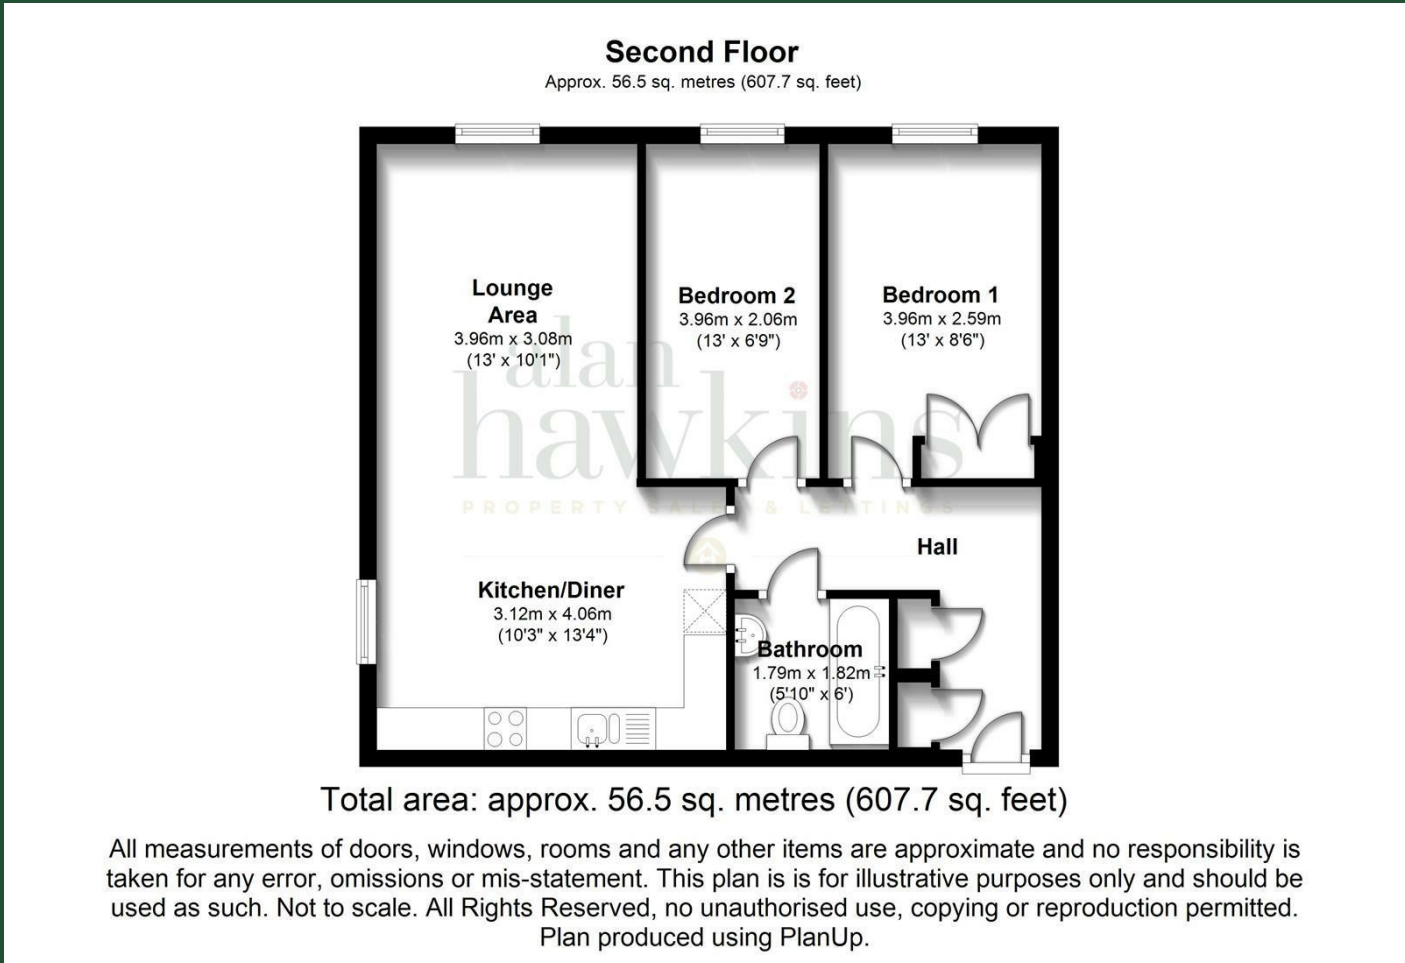 Second Floor
Approx. 56.5 sq. metres (607.7 sq. feet)
Lounge
Area
3.96m x 3.08m
(13' x 10'1")
Bedroom 2
3.96m x 2.06m
(13' x 6'9")
Bedroom 1
3.96m x 2.59m
(13' x 8'6")
alan
hawkins
PROPERTY SALES & LETTINGS
Hall
Kitchen/Diner
3.12m x 4.06m
(10'3" x 13'4")
Bathroom
1.79m x 1.82m
(5'10" x 6')
Total area: approx. 56.5 sq. metres (607.7 sq. feet)
All measurements of doors, windows, rooms and any other items are approximate and no responsibility is
taken for any error, omissions or mis-statement. This plan is is for illustrative purposes only and should be
used as such. Not to scale. All Rights Reserved, no unauthorised use, copying or reproduction permitted.
Plan produced using PlanUp.